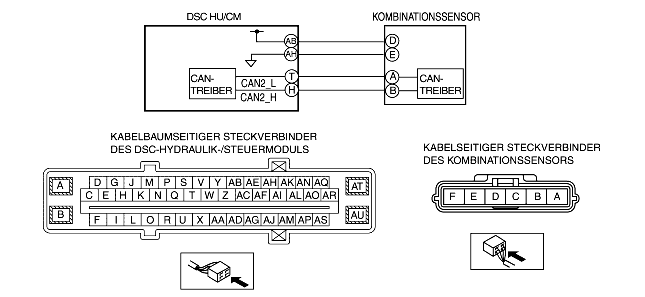 DSC HU/CM
KOMBINATIONSSENSOR
AB
D
AH
E
CAN-
TREIBER
T
CAN2_L
H
CAN2_H
A
B
CAN-
TREIBER
KABELBAUMSEITIGER STECKVERBINDER
DES DSC-HYDRAULIK-/STEUERMODULS
A
D G J M P S V Y AB AE AH AK AN AQ
AT
C E H K N Q T W Z AC AF AI AL AO AR
B
F I L O R U X AA AD AG AJ AM AP AS
AU
KABELSEITIGER STECKVERBINDER
DES KOMBINATIONSSENSORS
F E D C B A